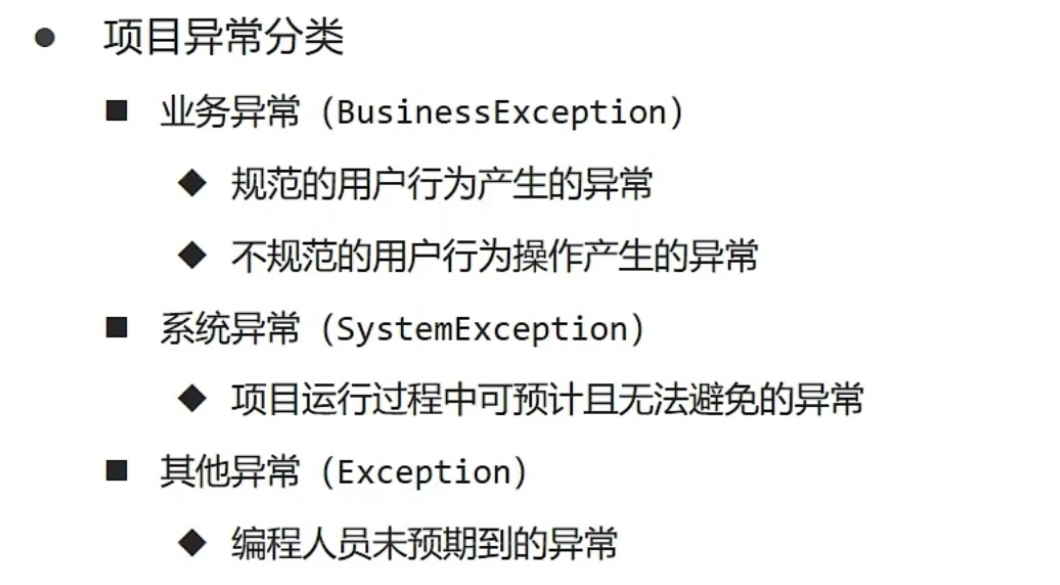 ● 项目异常分类
■ 业务异常（BusinessException）
◆ 规范的用户行为产生的异常
◆ 不规范的用户行为操作产生的异常
■ 系统异常（SystemException）
◆ 项目运行过程中可预计且无法避免的异常
■ 其他异常（Exception）
◆ 编程人员未预期到的异常